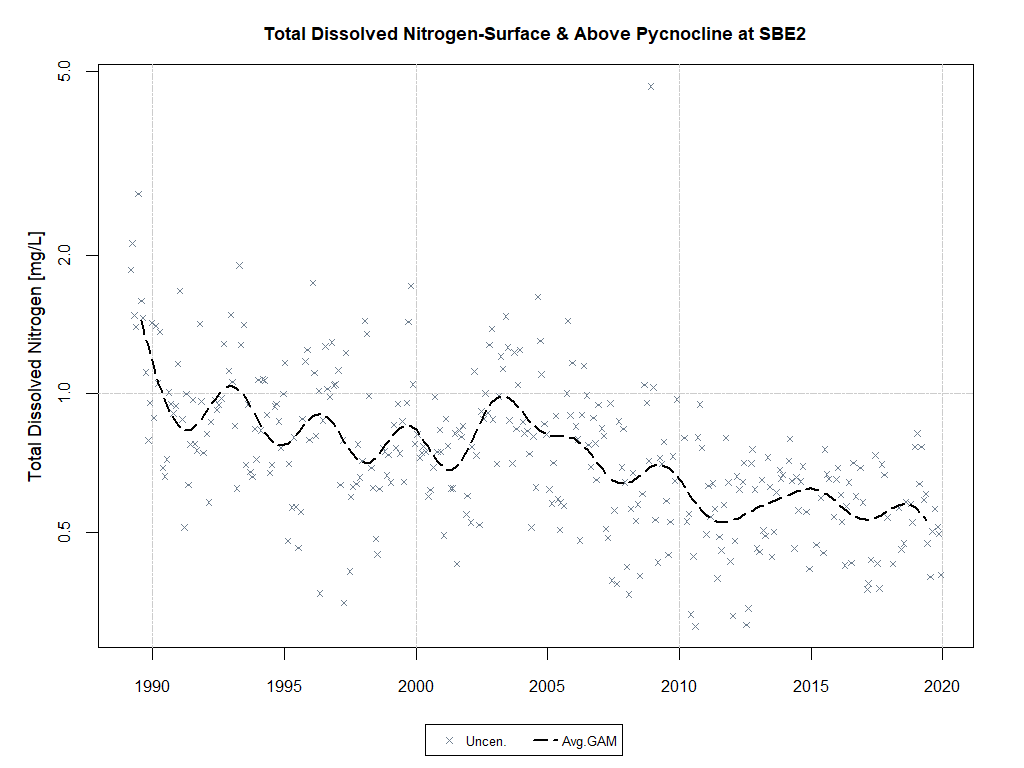 Total Dissolved Nitrogen-Surface & Above Pycnocline at SBE2
Total Dissolved Nitrogen [mg/L]
5.0
2.0
1.0
0.5
1990 1995 2000 2005 2010 2015 2020
Uncen. Avg.GAM